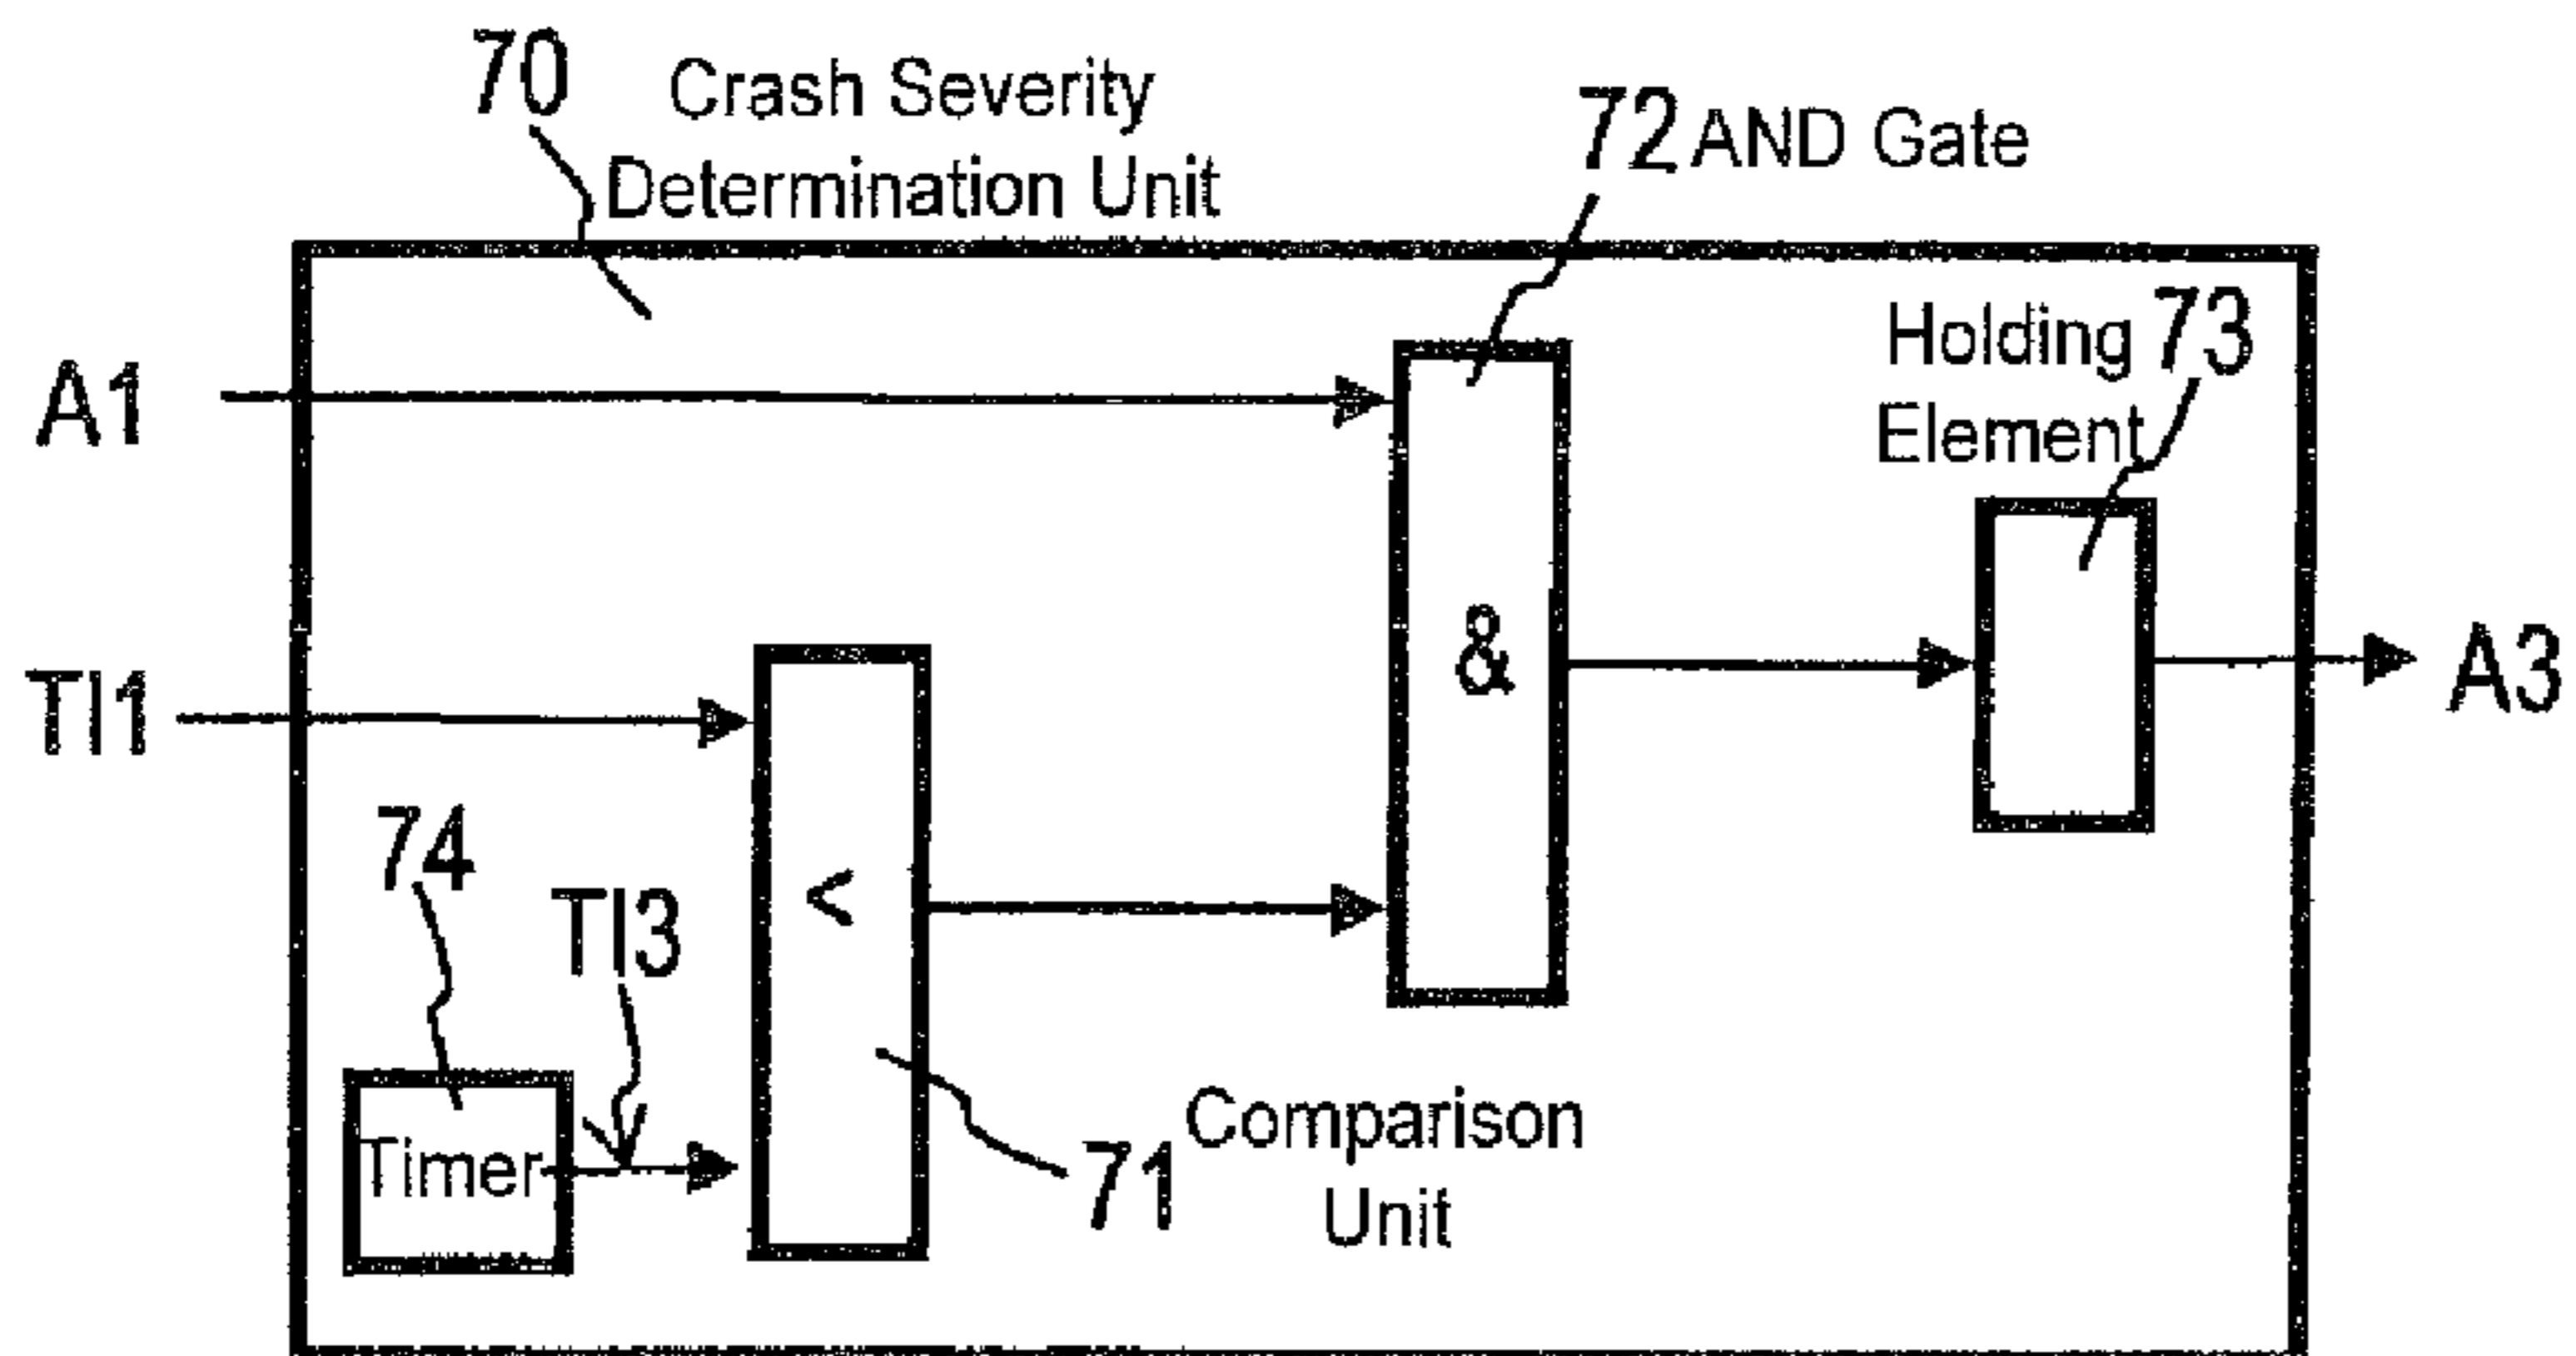 70 Crash Severity
Determination Unit
72 AND Gate
Holding 73
Element
A1
&
A3
TI1
74
TI3
<
Timer
71 Comparison
Unit